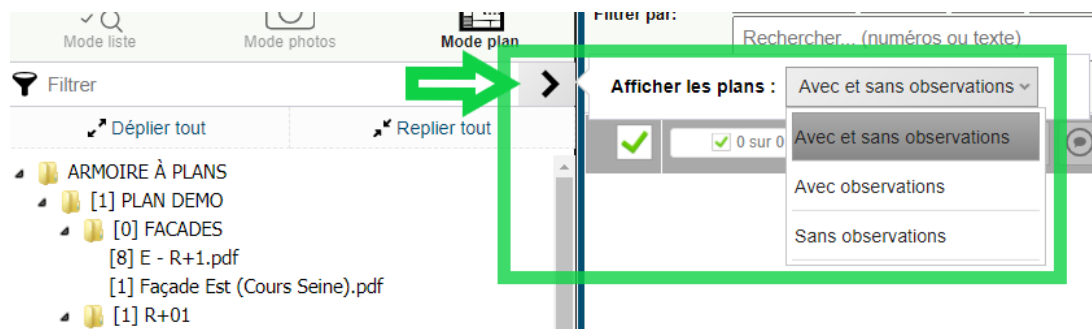 Mode liste
Mode photos
Mode plan
Filtrer
Déplier tout
Replier tout
ARMOIRE À PLANS
[1] PLAN DEMO
[0] FACADES
[8] E - R+1.pdf
[1] Façade Est (Cours Seine).pdf
[1] R+01
Filtrer par:
Rechercher... (numéros ou texte)
Afficher les plans :
Avec et sans observations
0 sur 0
Avec et sans observations
Avec observations
Sans observations